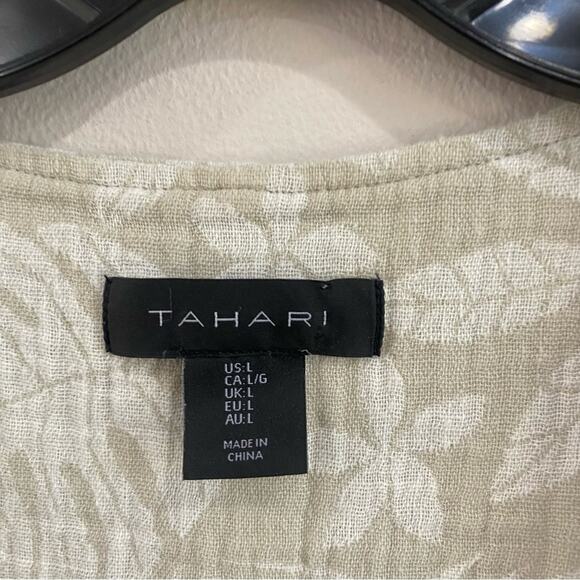 TAHARI
US:L
CA:L/G
UK:L
EU:L
AU:L
MADE IN
CHINA